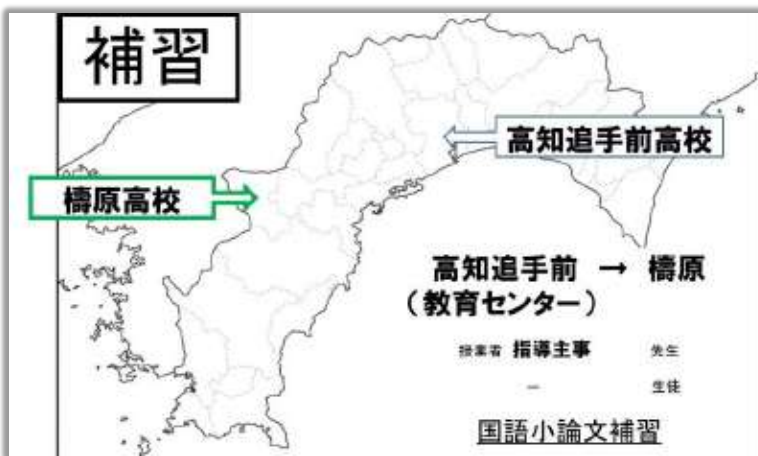 補習
高知追手前高校
檮原高校
高知追手前 → 檮原
（教育センター）
授業者 指導主事 先生
－ 生徒
国語小論文補習